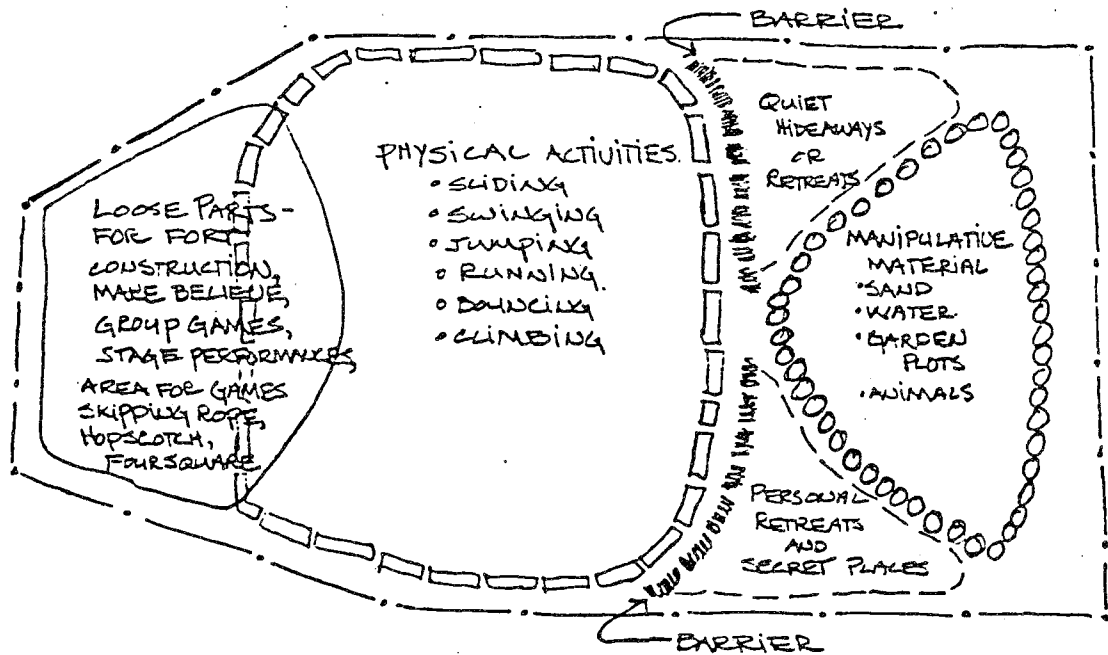 BARRIER
LOOSE PARTS-
FOR FORT
CONSTRUCTION,
MAKE BELIEVE,
GROUP GAMES,
STAGE PERFORMANCES,
AREA FOR GAMES
SKIPPING ROPE,
HOPSCOTCH,
FOURSQUARE
PHYSICAL ACTIVITIES.
• SLIDING
• SWINGING
• JUMPING
• RUNNING.
• BOUNCING
• CLIMBING
QUIET
HIDEAWAYS
OR
RETREATS
MANIPULATIVE
MATERIAL
• SAND
• WATER.
• GARDEN
PLOTS
• ANIMALS
PERSONAL
RETREATS
AND
SECRET PLACES
BARRIER